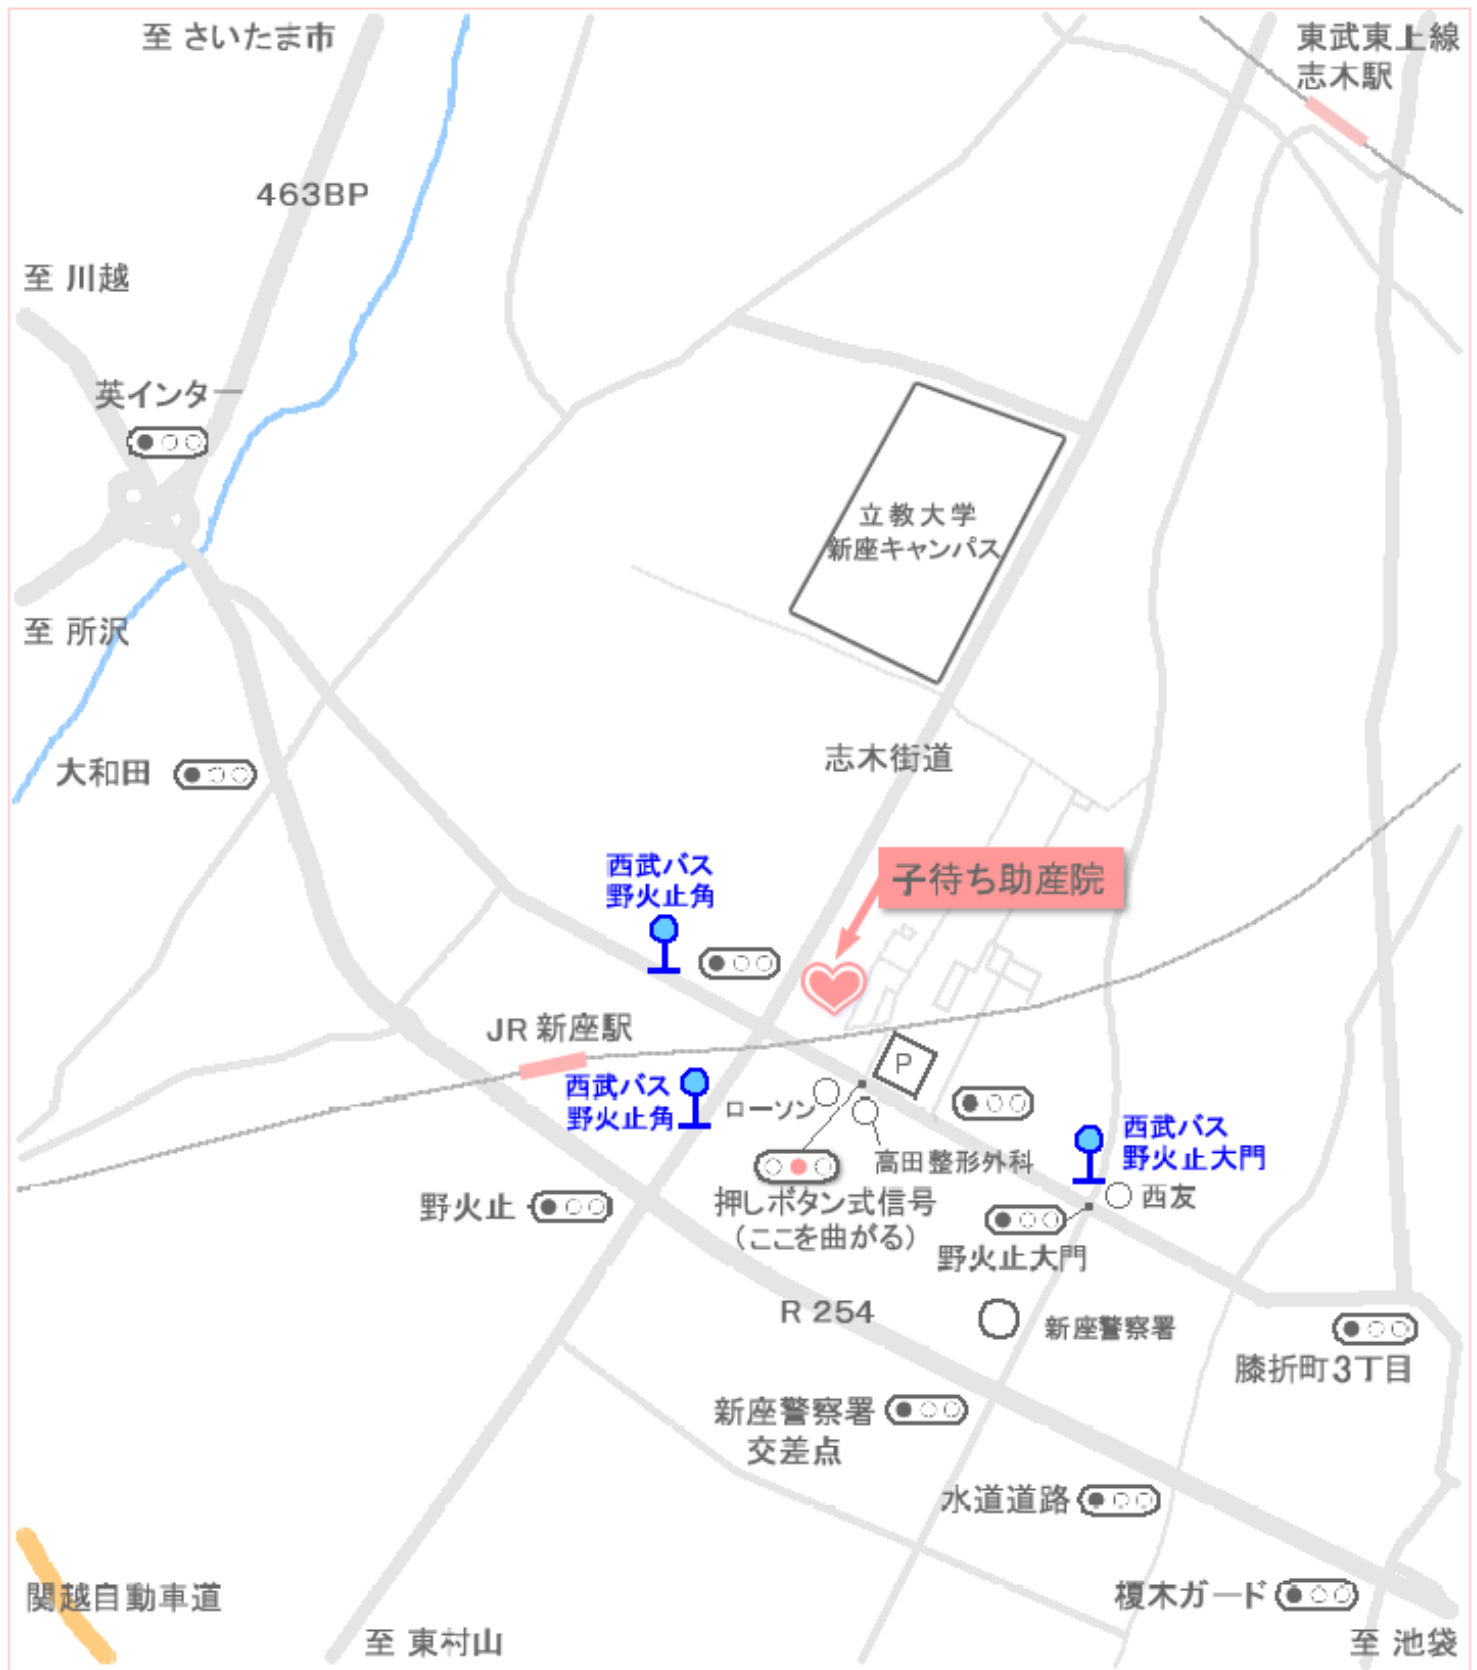 至 さいたま市
東武東上線
志木駅
463BP
至 川越
英インター
立教大学
新座キャンパス
至 所沢
志木街道
大和田
西武バス
野火止角
子待ち助産院
JR 新座駅
P
西武バス
野火止角
ローソン
西武バス
野火止大門
高田整形外科
西友
野火止
押しボタン式信号
（ここを曲がる）
野火止大門
R 254
新座警察署
膝折町3丁目
新座警察署
交差点
水道道路
榎木ガード
関越自動車道
至 東村山
至 池袋